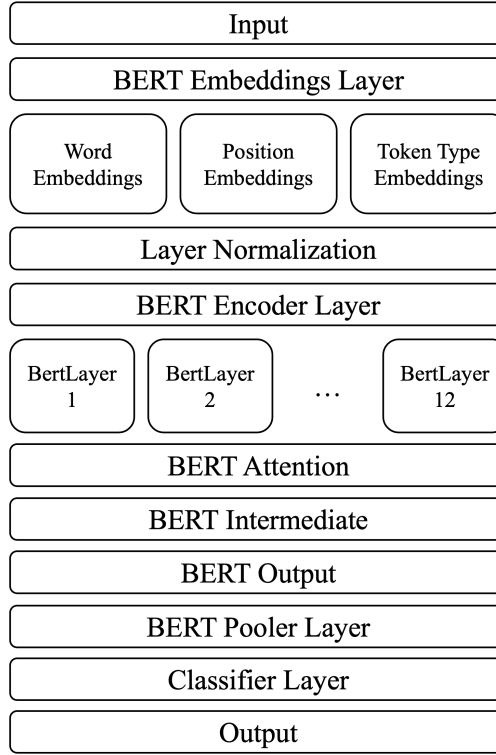 Input
BERT Embeddings Layer
Word
Embeddings
Position
Embeddings
Token Type
Embeddings
Layer Normalization
BERT Encoder Layer
BertLayer
1
BertLayer
2
...
BertLayer
12
BERT Attention
BERT Intermediate
BERT Output
BERT Pooler Layer
Classifier Layer
Output